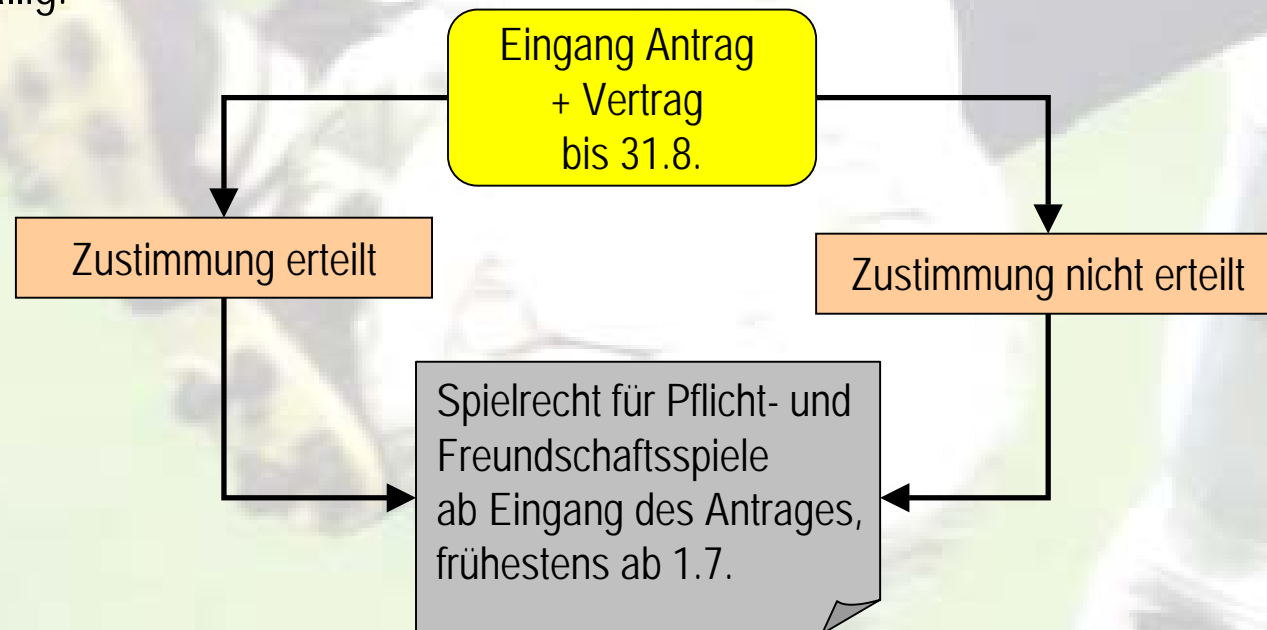 Eingang Antrag
+ Vertrag
bis 31.8.
Zustimmung erteilt
Zustimmung nicht erteilt
Spielrecht für Pflicht- und
Freundschaftsspiele
ab Eingang des Antrages,
frühestens ab 1.7.